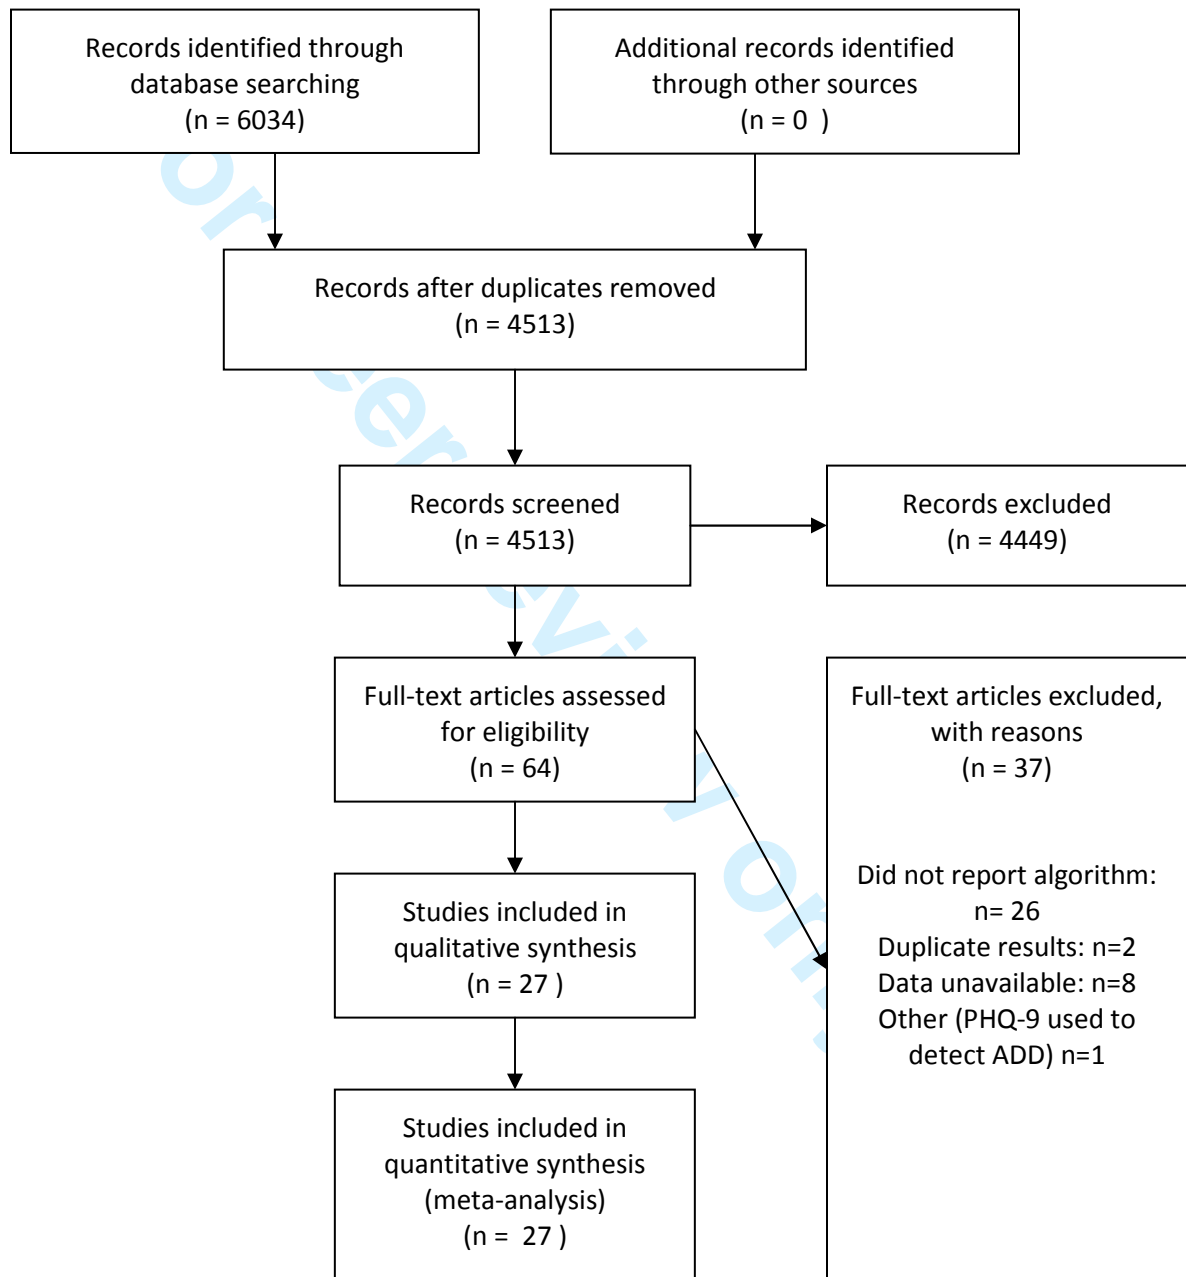 Records identified through
database searching
(n = 6034)
Additional records identified
through other sources
(n = 0 )
Records after duplicates removed
(n = 4513)
Records screened
(n = 4513)
Records excluded
(n = 4449)
Full-text articles assessed
for eligibility
(n = 64)
Full-text articles excluded,
with reasons
(n = 37)
Did not report algorithm:
n= 26
Duplicate results: n=2
Data unavailable: n=8
Other (PHQ-9 used to
detect ADD) n=1
Studies included in
qualitative synthesis
(n = 27 )
Studies included in
quantitative synthesis
(meta-analysis)
(n = 27 )